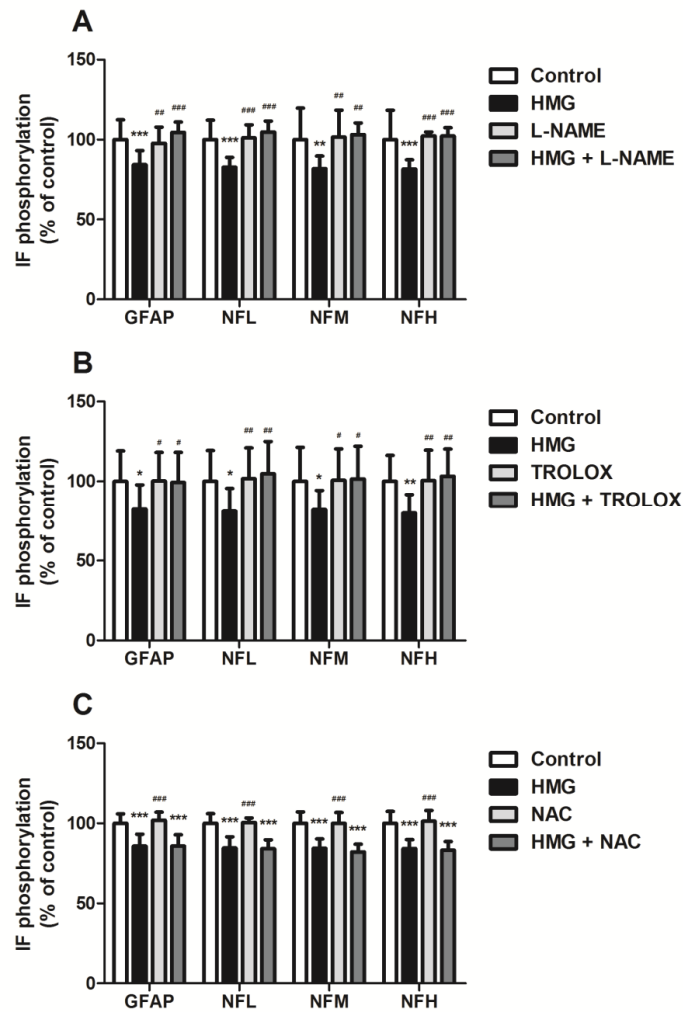 A
150
100
50
0
IF phosphorylation
(% of control)
*** ## ###
*** ### ###
** ## ##
*** ### ###
GFAP NFL NFM NFH
Control
HMG
L-NAME
HMG + L-NAME
B
150
100
50
0
IF phosphorylation
(% of control)
* # #
* ## ##
* # #
** ## ##
GFAP NFL NFM NFH
Control
HMG
TROLOX
HMG + TROLOX
C
150
100
50
0
IF phosphorylation
(% of control)
*** ### ***
*** ### ***
*** ### ***
*** ### ***
GFAP NFL NFM NFH
Control
HMG
NAC
HMG + NAC